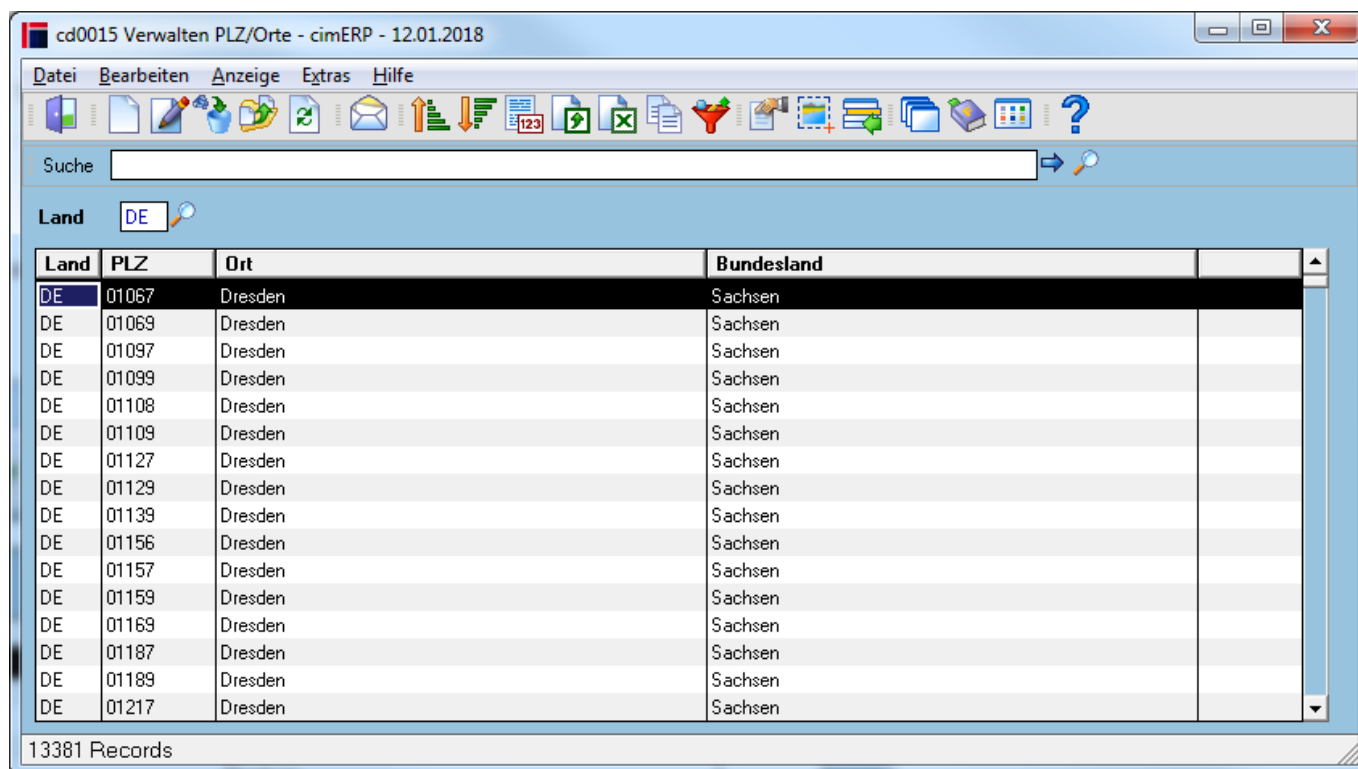 cd0015 Verwalten PLZ/Orte - cimERP - 12.01.2018
Datei Bearbeiten Anzeige Extras Hilfe
123
Suche
Land DE
Land PLZ Ort Bundesland
DE 01067 Dresden Sachsen
DE 01069 Dresden Sachsen
DE 01097 Dresden Sachsen
DE 01099 Dresden Sachsen
DE 01108 Dresden Sachsen
DE 01109 Dresden Sachsen
DE 01127 Dresden Sachsen
DE 01129 Dresden Sachsen
DE 01139 Dresden Sachsen
DE 01156 Dresden Sachsen
DE 01157 Dresden Sachsen
DE 01159 Dresden Sachsen
DE 01169 Dresden Sachsen
DE 01187 Dresden Sachsen
DE 01189 Dresden Sachsen
DE 01217 Dresden Sachsen
13381 Records